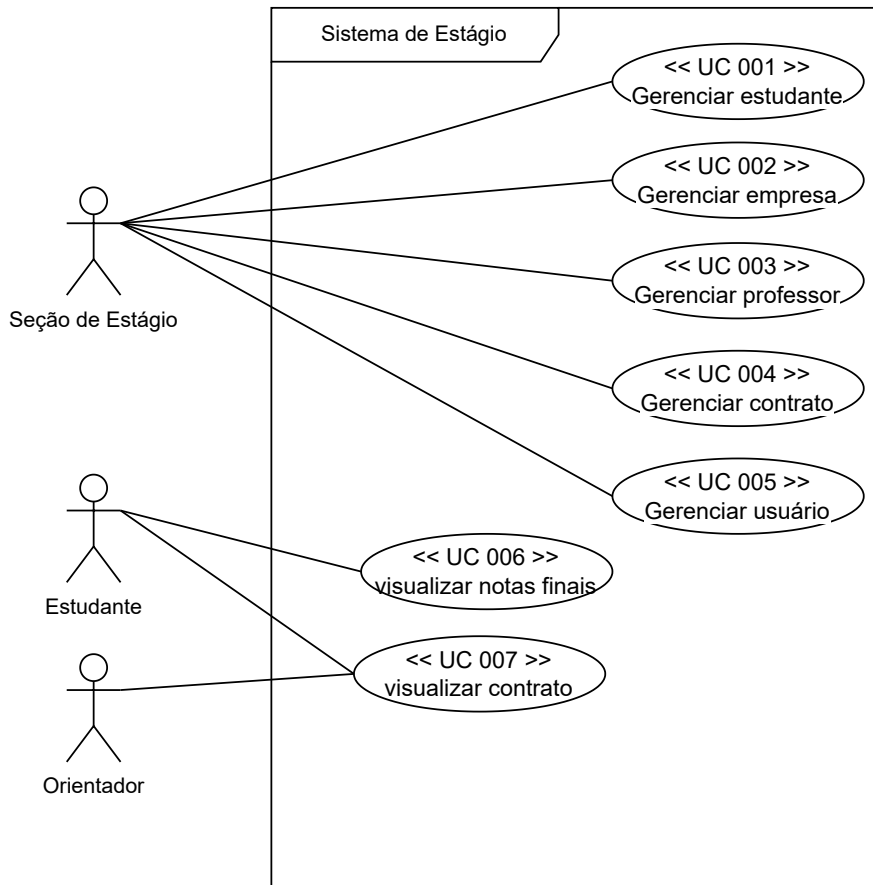 Sistema de Estágio
<< UC 001 >>
Gerenciar estudante
<< UC 002 >>
Gerenciar empresa
<< UC 003 >>
Gerenciar professor
Seção de Estágio
<< UC 004 >>
Gerenciar contrato
<< UC 005 >>
Gerenciar usuário
<< UC 006 >>
visualizar notas finais
Estudante
<< UC 007 >>
visualizar contrato
Orientador